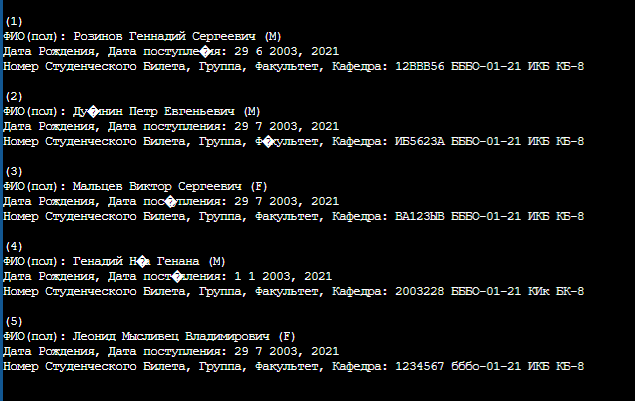 (1)
ФИО(пол): Розинов Геннадий Сергеевич (M)
Дата Рождения, Дата поступле�ия: 29 6 2003, 2021
Номер Студенческого Билета, Группа, Факультет, Кафедра: 12ВВВ56 БББО-01-21 ИКБ КБ-8
(2)
ФИО(пол): Ду�инин Петр Евгеньевич (M)
Дата Рождения, Дата поступления: 29 7 2003, 2021
Номер Студенческого Билета, Группа, Ф�культет, Кафедра: ИБ5623А БББО-01-21 ИКБ КБ-8
(3)
ФИО(пол): Мальцев Виктор Сергеевич (F)
Дата Рождения, Дата пос�упления: 29 7 2003, 2021
Номер Студенческого Билета, Группа, Факультет, Кафедра: ВА123ЫВ БББО-01-21 ИКБ КБ-8
(4)
ФИО(пол): Генадий Н�а Генана (M)
Дата Рождения, Дата пост�пления: 1 1 2003, 2021
Номер Студенческого Билета, Группа, Факультет, Кафедра: 2003228 БББО-01-21 КИк БК-8
(5)
ФИО(пол): Леонид Мысливец Владимирович (F)
Дата Рождения, Дата поступления: 29 7 2003, 2021
Номер Студенческого Билета, Группа, Факультет, Кафедра: 1234567 бббо-01-21 ИКБ КБ-8